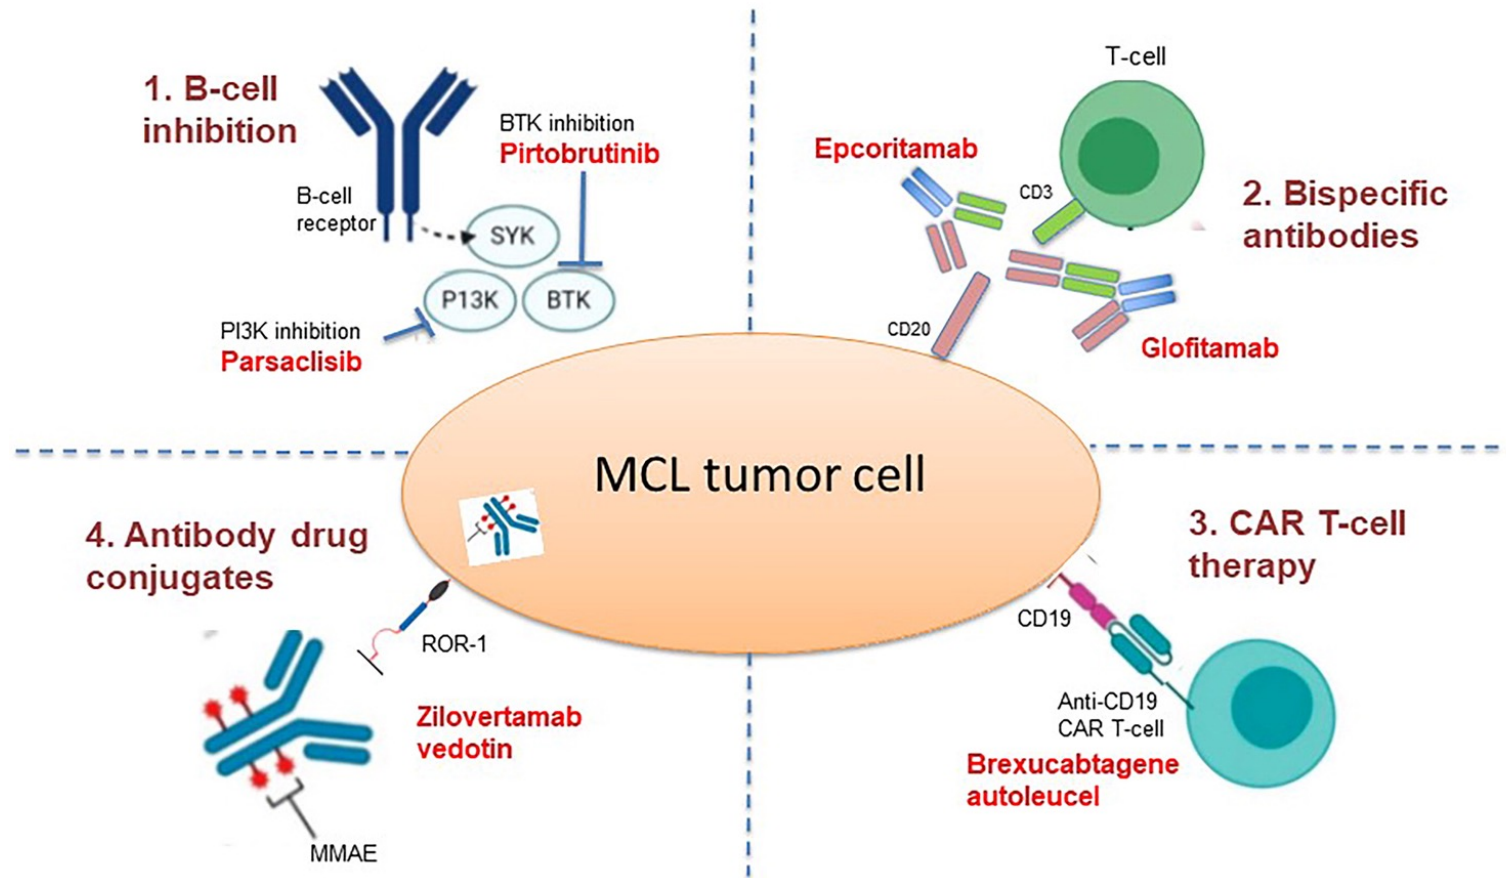 1. B-cell
inhibition
BTK inhibition
Pirtobrutinib
B-cell
receptor
SYK
P13K
BTK
PI3K inhibition
Parsaclisib
T-cell
Epcoritamab
CD3
2. Bispecific
antibodies
CD20
Glofitamab
MCL tumor cell
3. CAR T-cell
therapy
CD19
Anti-CD19
CAR T-cell
Brexucabtagene
autoleucel
4. Antibody drug
conjugates
ROR-1
Zilovertamab
vedotin
MMAE